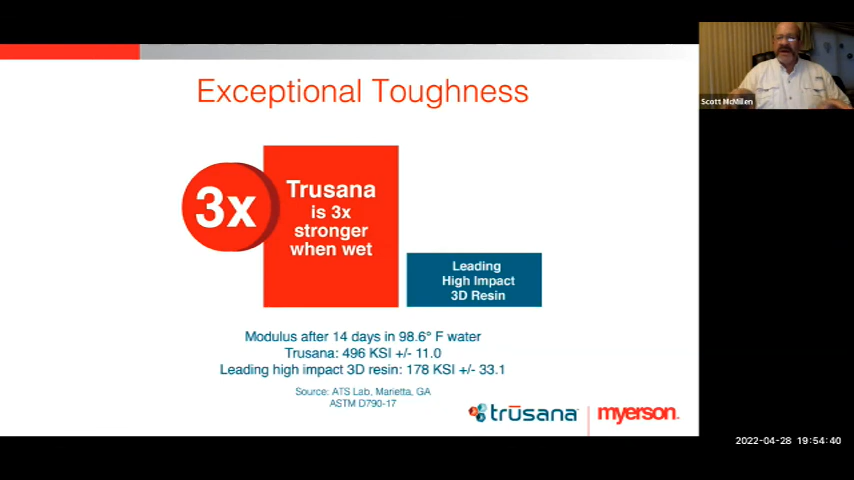 Exceptional Toughness
3x
Trusana
is 3x
stronger
when wet
Leading
High Impact
3D Resin
Modulus after 14 days in 98.6° F water
Trusana: 496 KSI +/- 11.0
Leading high impact 3D resin: 178 KSI +/- 33.1
Source: ATS Lab, Marietta, GA
ASTM D790-17
trūsana
myerson.
Scott McMillen
2022-04-28 19:54:40